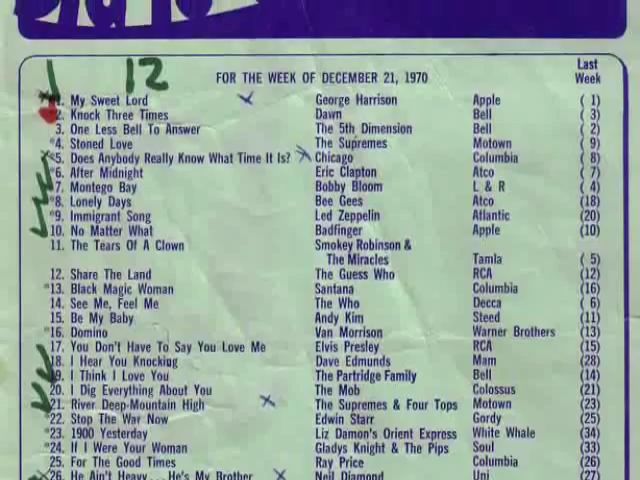 12
Last
FOR THE WEEK OF DECEMBER 21, 1970 Week
*1. My Sweet Lord George Harrison Apple ( 1)
2. Knock Three Times Dawn Bell ( 3)
3. One Less Bell To Answer The 5th Dimension Bell ( 2)
*4. Stoned Love The Supremes Motown ( 9)
*5. Does Anybody Really Know What Time It Is? Chicago Columbia ( 8)
*6. After Midnight Eric Clapton Atco ( 7)
7. Montego Bay Bobby Bloom L & R ( 4)
*8. Lonely Days Bee Gees Atco (18)
*9. Immigrant Song Led Zeppelin Atlantic (20)
10. No Matter What Badfinger Apple (10)
11. The Tears Of A Clown Smokey Robinson &
The Miracles Tamla ( 5)
12. Share The Land The Guess Who RCA (12)
*13. Black Magic Woman Santana Columbia (16)
14. See Me, Feel Me The Who Decca ( 6)
15. Be My Baby Andy Kim Steed (11)
*16. Domino Van Morrison Warner Brothers (13)
17. You Don't Have To Say You Love Me Elvis Presley RCA (15)
18. I Hear You Knocking Dave Edmunds Mam (28)
19. I Think I Love You The Partridge Family Bell (14)
20. I Dig Everything About You The Mob Colossus (21)
21. River Deep-Mountain High The Supremes & Four Tops Motown (23)
*22. Stop The War Now Edwin Starr Gordy (25)
*23. 1900 Yesterday Liz Damon's Orient Express White Whale (34)
*24. If I Were Your Woman Gladys Knight & The Pips Soul (33)
25. For The Good Times Ray Price Columbia (26)
*26. He Ain't Heavy... He's My Brother Neil Diamond Uni (27)